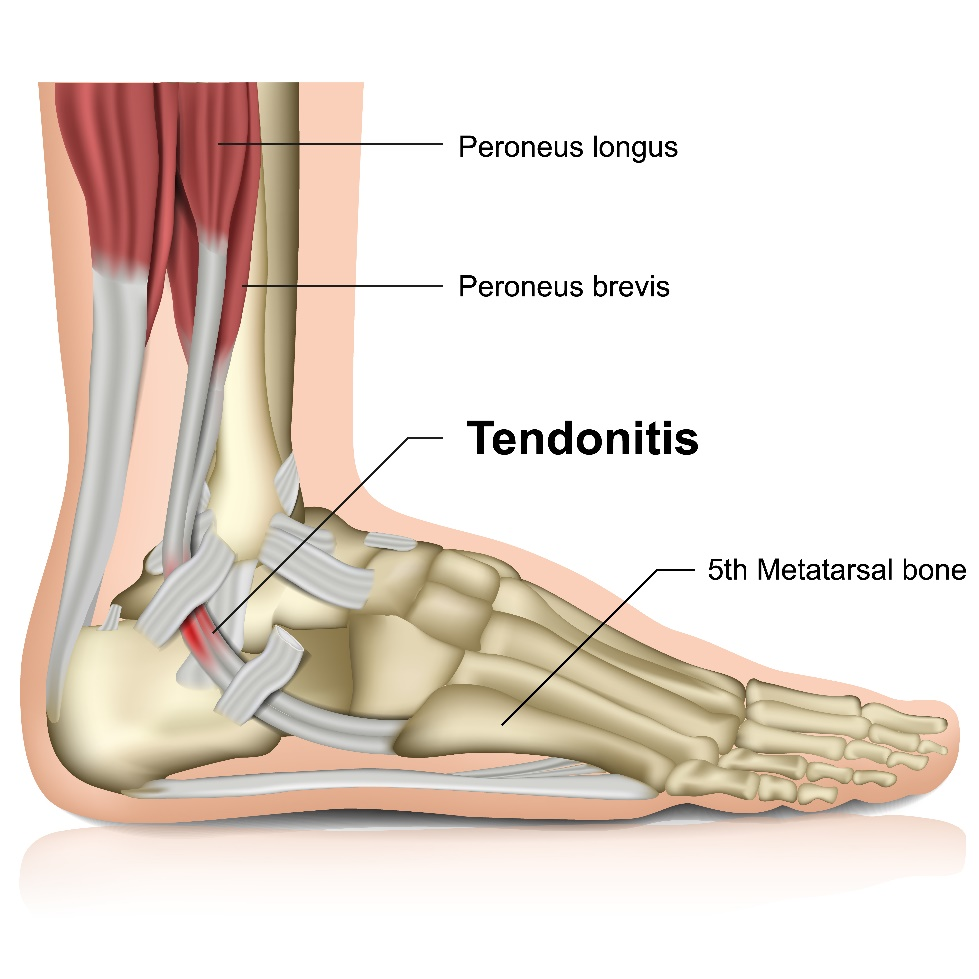 Peroneus longus
Peroneus brevis
Tendonitis
5th Metatarsal bone